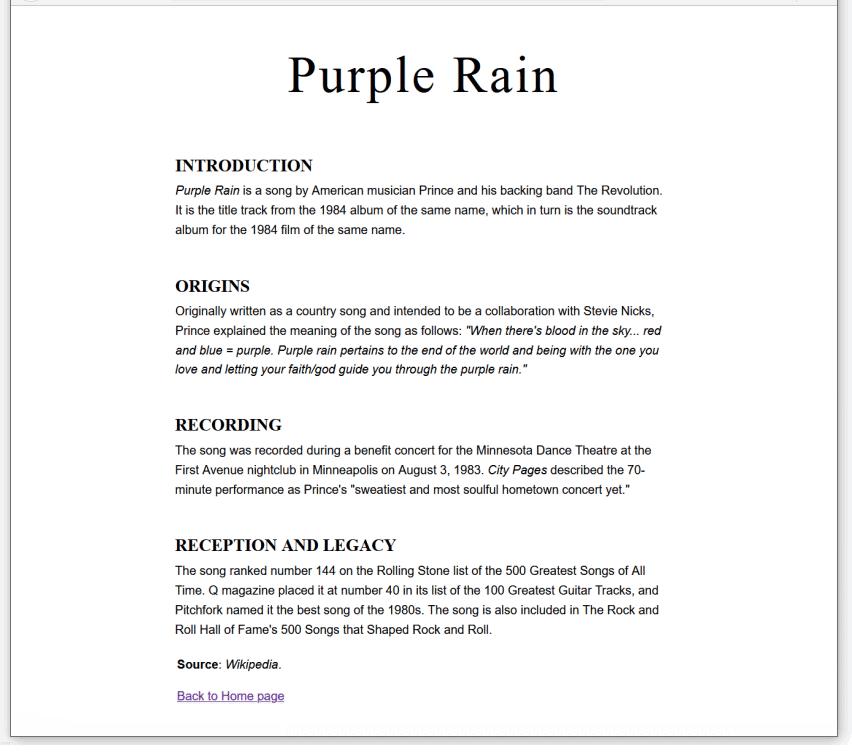 Purple Rain
INTRODUCTION
Purple Rain is a song by American musician Prince and his backing band The Revolution.
It is the title track from the 1984 album of the same name, which in turn is the soundtrack
album for the 1984 film of the same name.
ORIGINS
Originally written as a country song and intended to be a collaboration with Stevie Nicks,
Prince explained the meaning of the song as follows: "When there's blood in the sky... red
and blue = purple. Purple rain pertains to the end of the world and being with the one you
love and letting your faith/god guide you through the purple rain."
RECORDING
The song was recorded during a benefit concert for the Minnesota Dance Theatre at the
First Avenue nightclub in Minneapolis on August 3, 1983. City Pages described the 70-
minute performance as Prince's "sweatiest and most soulful hometown concert yet."
RECEPTION AND LEGACY
The song ranked number 144 on the Rolling Stone list of the 500 Greatest Songs of All
Time. Q magazine placed it at number 40 in its list of the 100 Greatest Guitar Tracks, and
Pitchfork named it the best song of the 1980s. The song is also included in The Rock and
Roll Hall of Fame's 500 Songs that Shaped Rock and Roll.
Source: Wikipedia.
Back to Home page